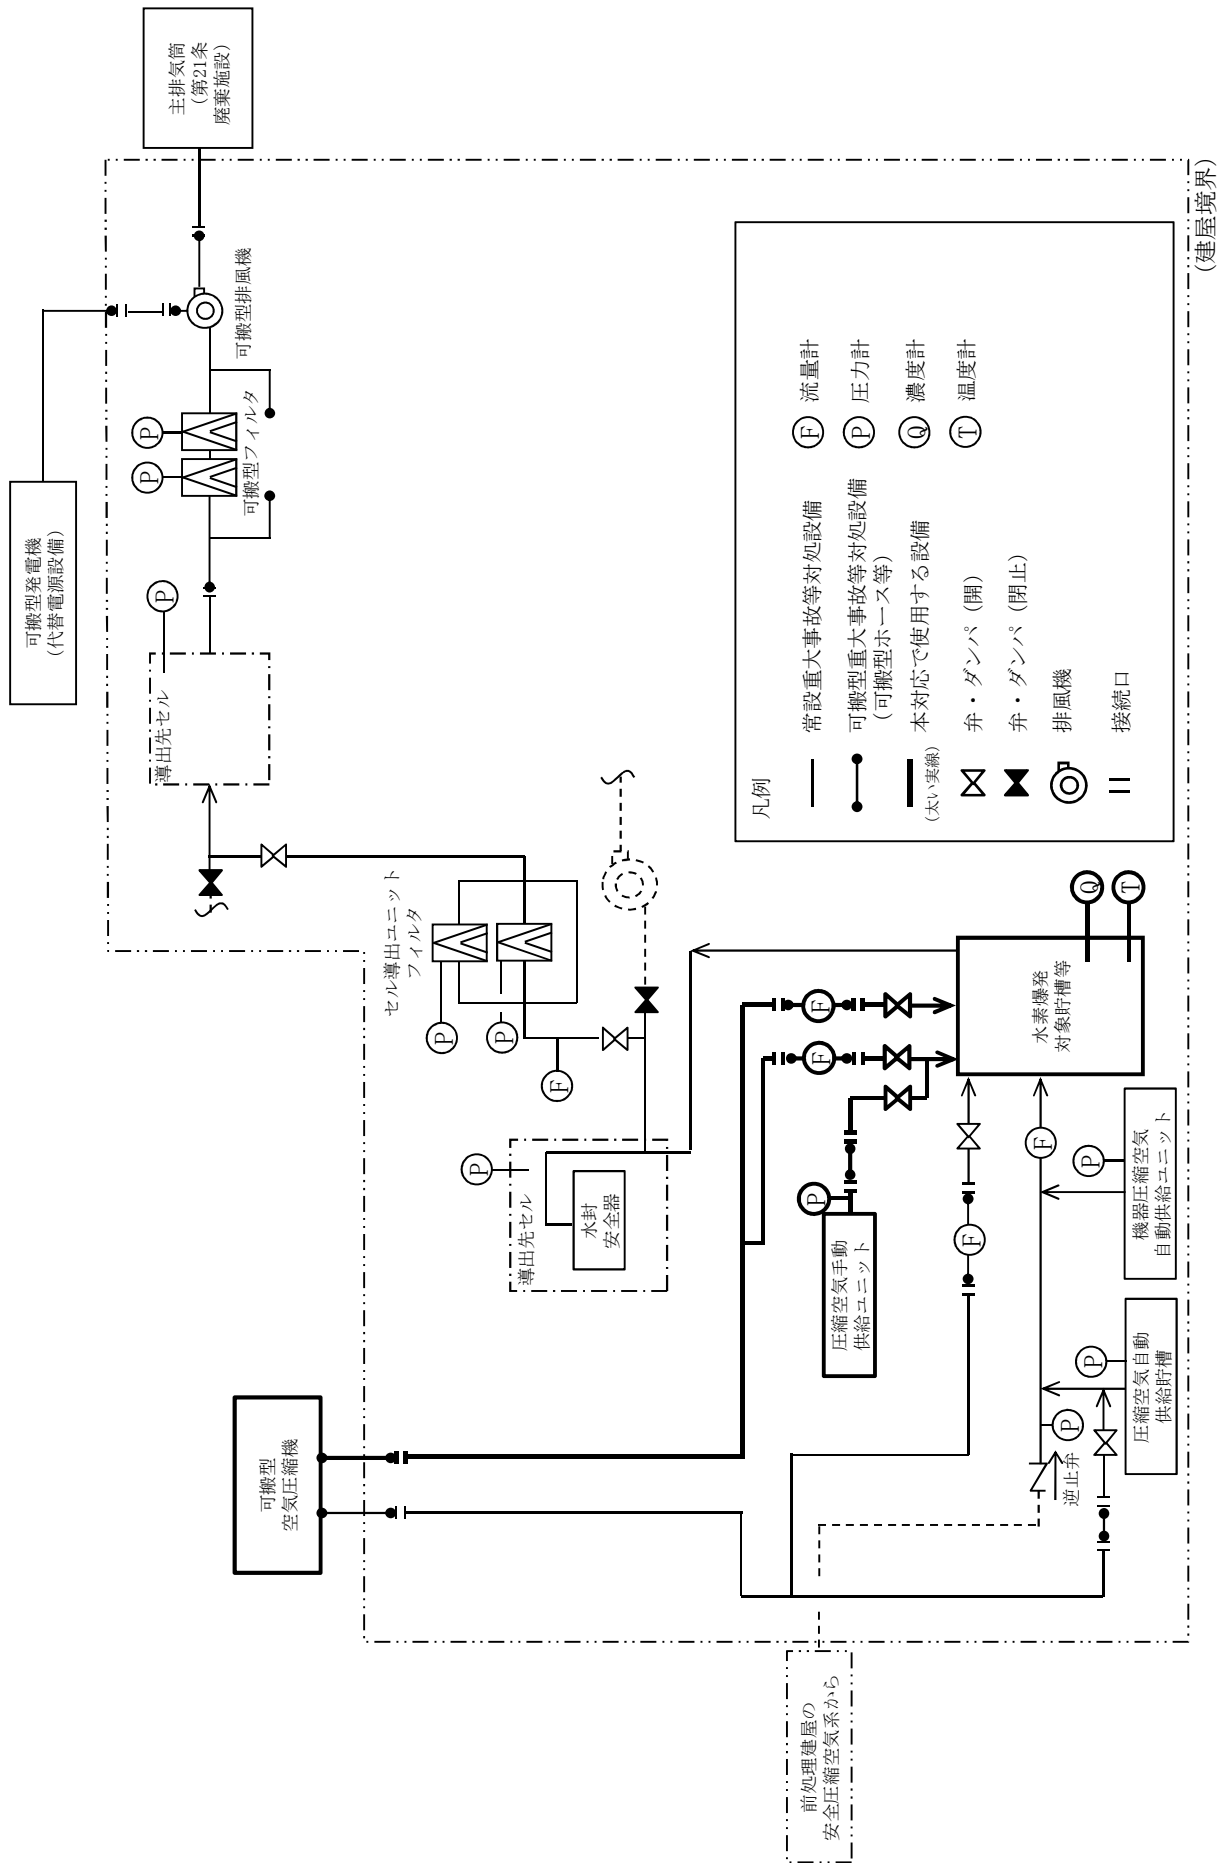 主排気筒
(第21条
廃棄施設)
可搬型発電機
(代替電源設備)
可搬型排風機
P
P
可搬型フィルタ
P
導出先セル
セル導出ユニット
フィルタ
P
P
F
P
導出先セル
水封
安全器
可搬型
空気圧縮機
F
F
P
圧縮空気手動
供給ユニット
F
水素爆発
対象貯槽等
Q
T
F
P
機器圧縮空気
自動供給ユニット
P
圧縮空気自動
供給貯槽
P
逆止弁
前処理建屋の
安全圧縮空気系から
(建屋境界)
凡例
常設重大事故等対処設備
可搬型重大事故等対処設備
(可搬型ホース等)
本対応で使用する設備
(太い実線)
弁・ダンパ (開)
弁・ダンパ (閉止)
排風機
接続口
F 流量計
P 圧力計
Q 濃度計
T 温度計